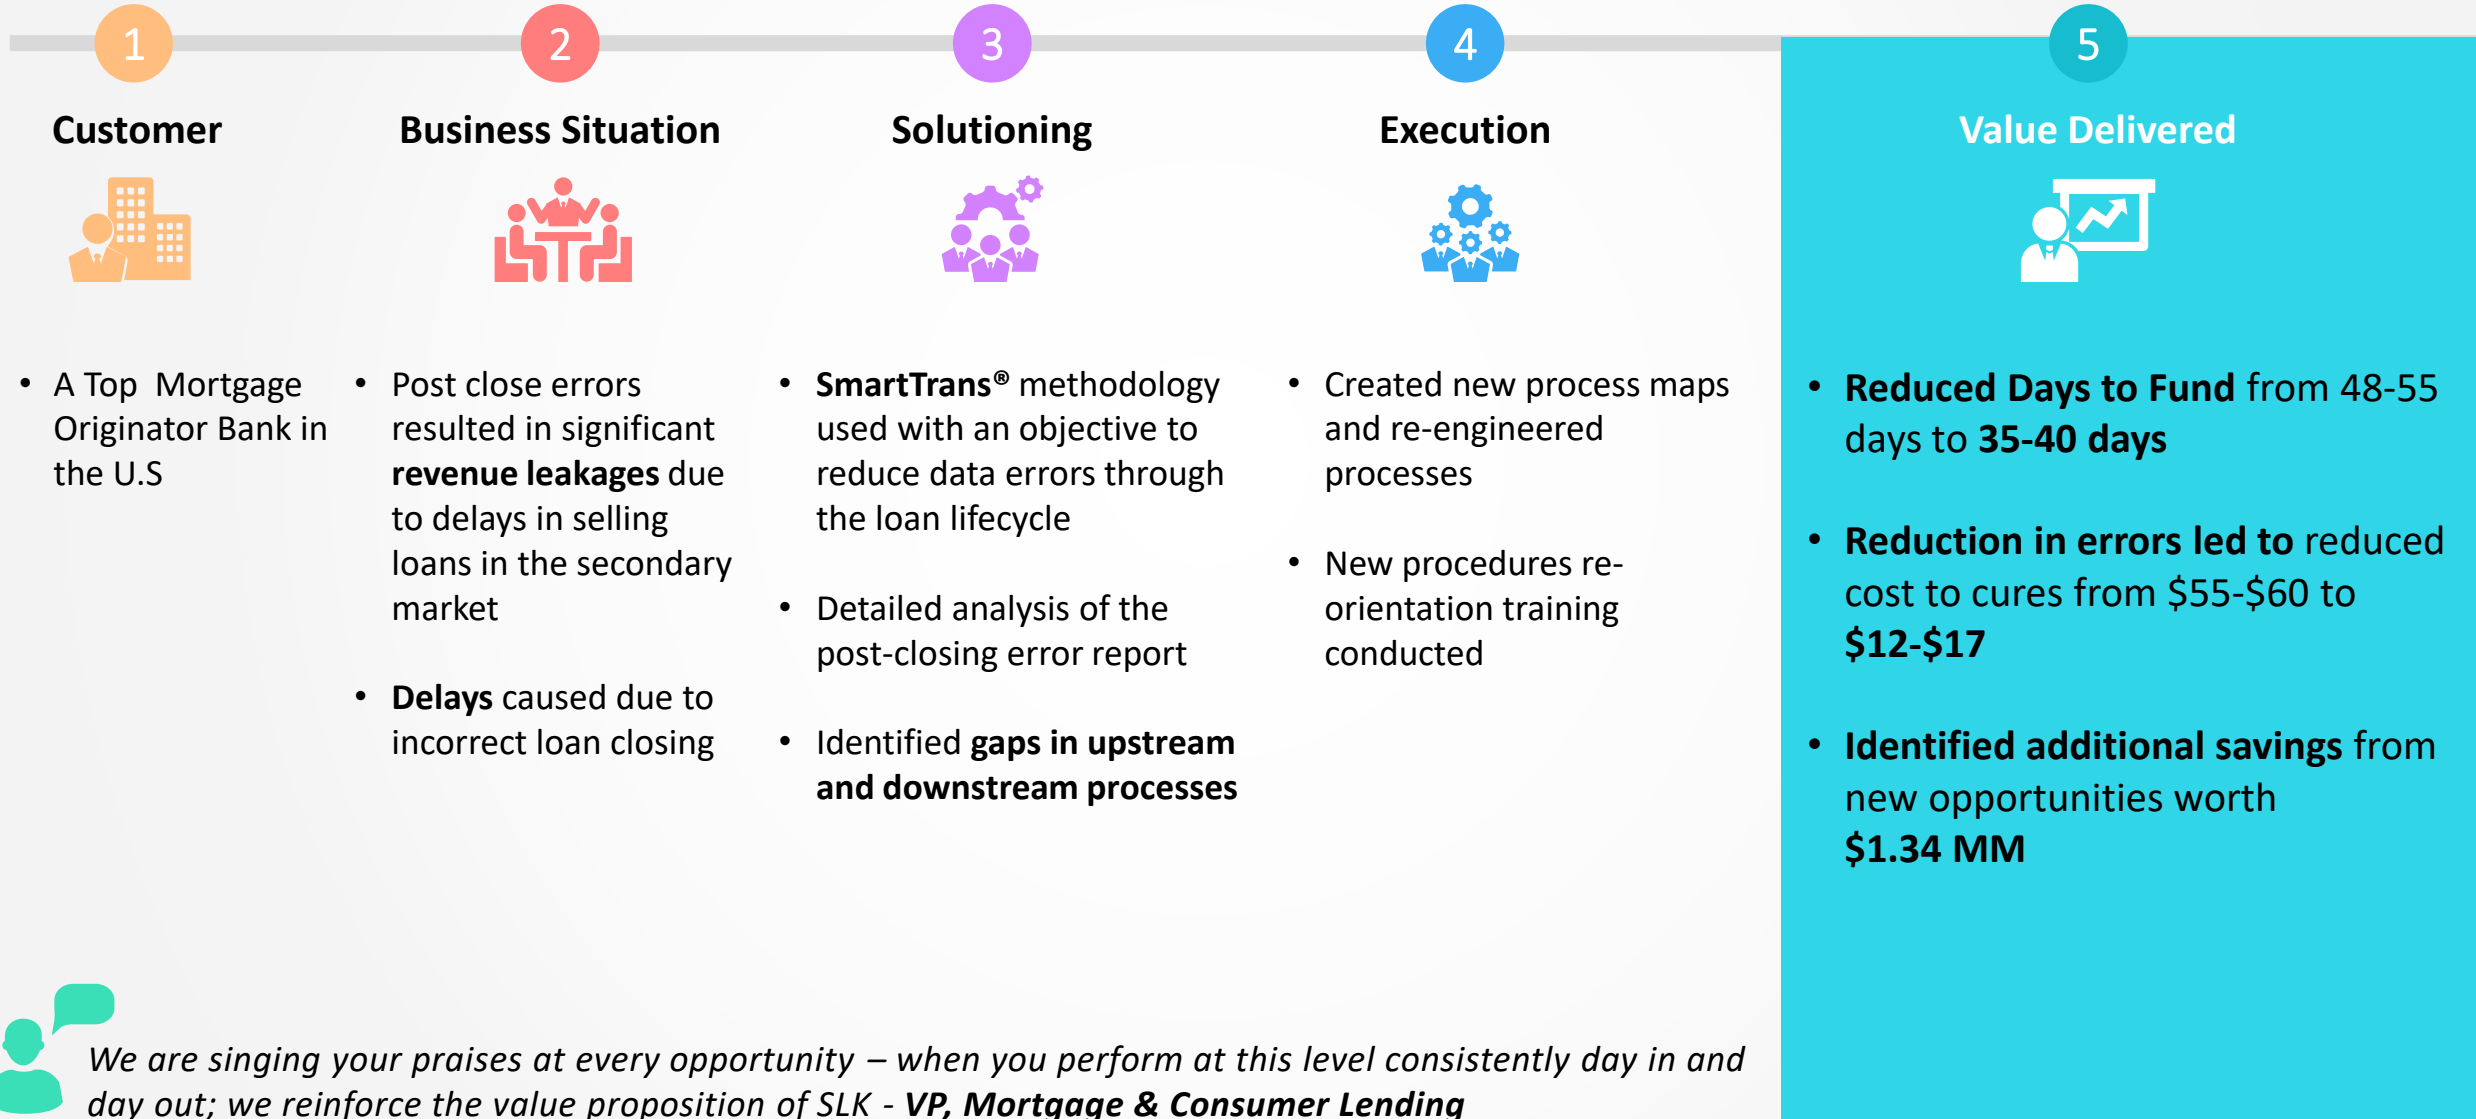 1
Customer
• A Top  Mortgage
Originator Bank in
the U.S
2
Business Situation
• Post close errors
resulted in significant
revenue leakages due
to delays in selling
loans in the secondary
market
• Delays caused due to
incorrect loan closing
3
Solutioning
• SmartTrans® methodology
used with an objective to
reduce data errors through
the loan lifecycle
• Detailed analysis of the
post-closing error report
• Identified gaps in upstream
and downstream processes
4
Execution
• Created new process maps
and re-engineered
processes
• New procedures re-
orientation training
conducted
5
Value Delivered
• Reduced Days to Fund from 48-55
days to 35-40 days
• Reduction in errors led to reduced
cost to cures from $55-$60 to
$12-$17
• Identified additional savings from
new opportunities worth
$1.34 MM
We are singing your praises at every opportunity – when you perform at this level consistently day in and
day out; we reinforce the value proposition of SLK - VP, Mortgage & Consumer Lending